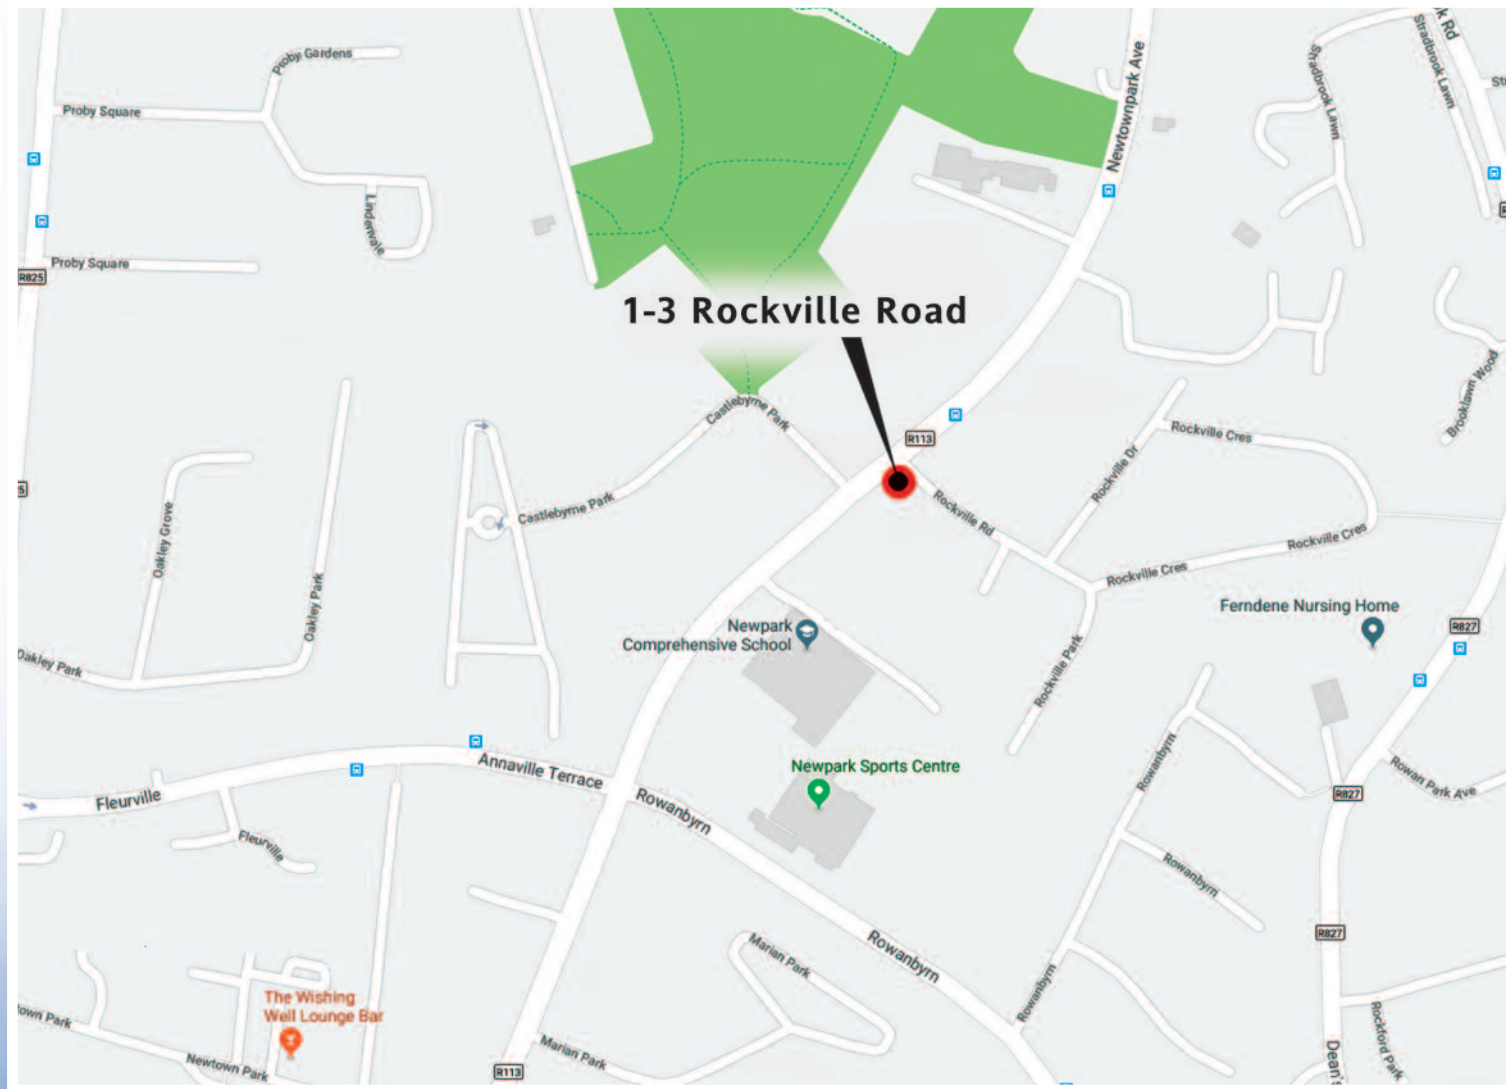 Proby Gardens
Proby Square
Lindenvale
Proby Square
R825
Newtownpark Ave
Stradbrook Lawn
Stradbrook Lawn
k Rd
1-3 Rockville Road
Castlebyrne Park
R113
Rockville Cres
Brooklawn Wood
Rockville Dr
Rockville Rd
Castlebyrne Park
Oakley Grove
Oakley Park
Rockville Cres
Rockville Cres
Oakley Park
Newpark
Comprehensive School
Ferndene Nursing Home
R827
Rockville Park
Annaville Terrace
Newpark Sports Centre
Rowanbyrn
Rowan Park Ave
R827
Fleurville
Rowanbyrn
Fleurville
Rowanbyrn
R827
Marian Park
Rowanbyrn
Rowanbyrn
The Wishing
Well Lounge Bar
own Park
Newtown Park
R113
Marian Park
Rockford Park
Dean's